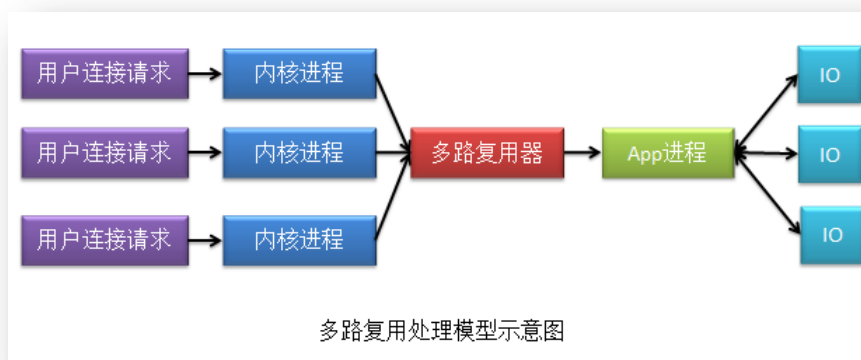 用户连接请求
内核进程
IO
用户连接请求
内核进程
多路复用器
App进程
IO
用户连接请求
内核进程
IO
多路复用处理模型示意图